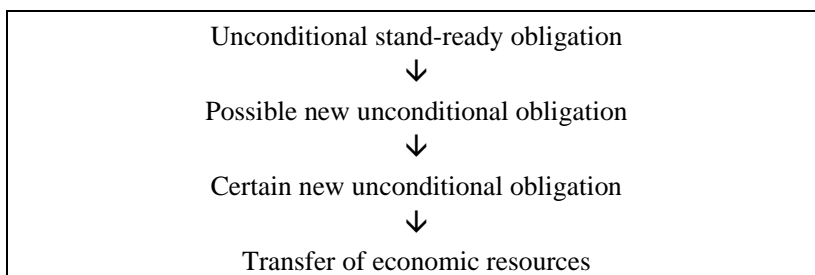 Unconditional stand-ready obligation
↓
Possible new unconditional obligation
↓
Certain new unconditional obligation
↓
Transfer of economic resources